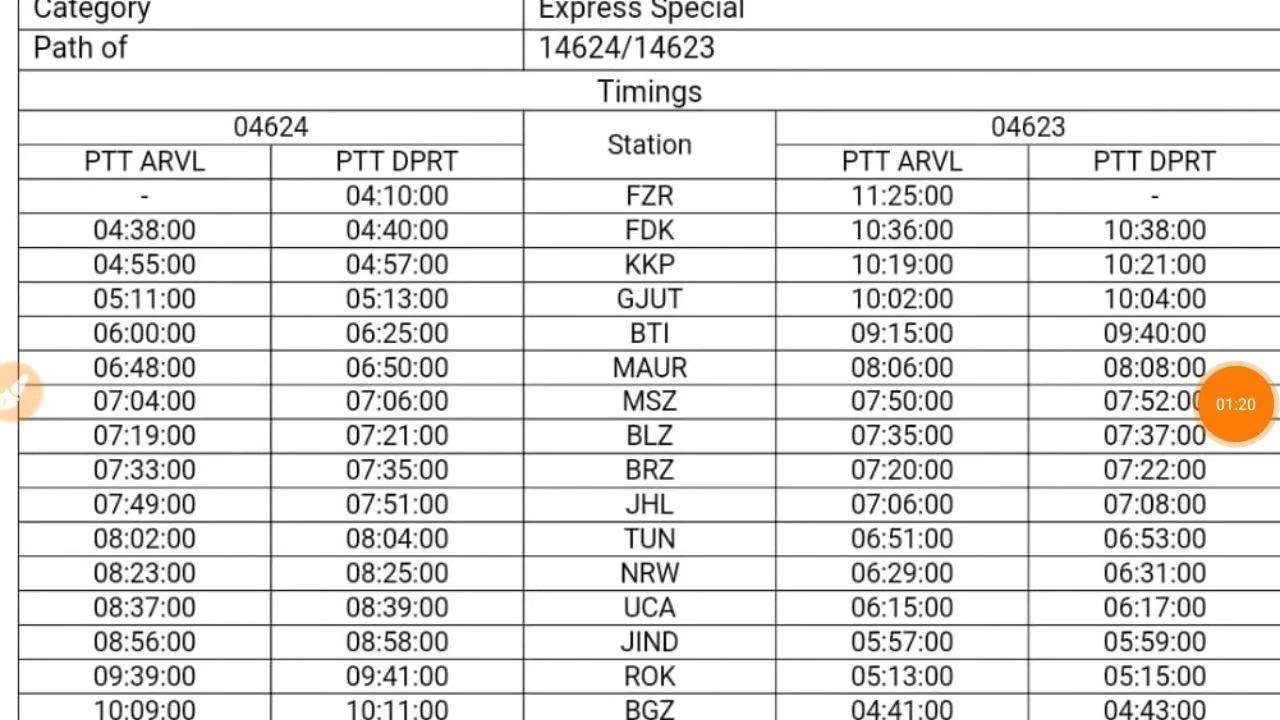 Category Express Special
Path of 14624/14623
Timings
04624 Station 04623
PTT ARVL PTT DPRT PTT ARVL PTT DPRT
- 04:10:00 FZR 11:25:00 -
04:38:00 04:40:00 FDK 10:36:00 10:38:00
04:55:00 04:57:00 KKP 10:19:00 10:21:00
05:11:00 05:13:00 GJUT 10:02:00 10:04:00
06:00:00 06:25:00 BTI 09:15:00 09:40:00
06:48:00 06:50:00 MAUR 08:06:00 08:08:00
07:04:00 07:06:00 MSZ 07:50:00 07:52:00
07:19:00 07:21:00 BLZ 07:35:00 07:37:00
07:33:00 07:35:00 BRZ 07:20:00 07:22:00
07:49:00 07:51:00 JHL 07:06:00 07:08:00
08:02:00 08:04:00 TUN 06:51:00 06:53:00
08:23:00 08:25:00 NRW 06:29:00 06:31:00
08:37:00 08:39:00 UCA 06:15:00 06:17:00
08:56:00 08:58:00 JIND 05:57:00 05:59:00
09:39:00 09:41:00 ROK 05:13:00 05:15:00
10:09:00 10:11:00 BGZ 04:41:00 04:43:00
01:20